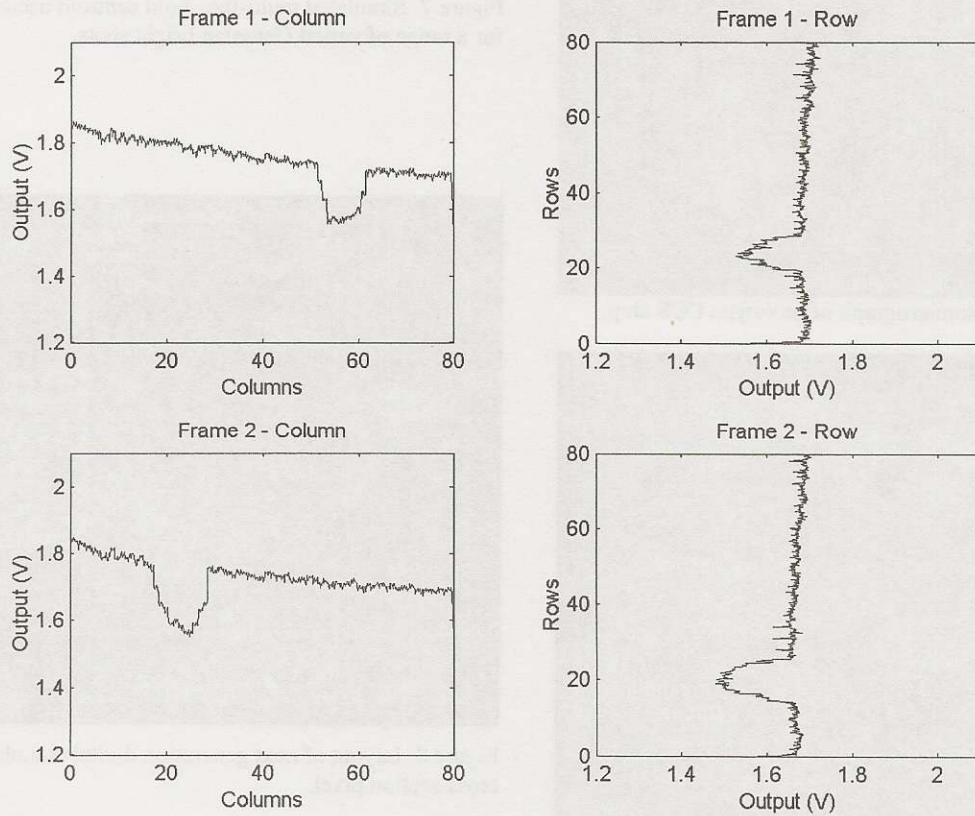 Frame 1 - Column
2
1.8
1.6
1.4
1.2
Output (V)
0 20 40 60 80
Columns
Frame 1 - Row
80
60
40
20
0
Rows
1.2 1.4 1.6 1.8 2
Output (V)
Frame 2 - Column
2
1.8
1.6
1.4
1.2
Output (V)
0 20 40 60 80
Columns
Frame 2 - Row
80
60
40
20
0
Rows
1.2 1.4 1.6 1.8 2
Output (V)